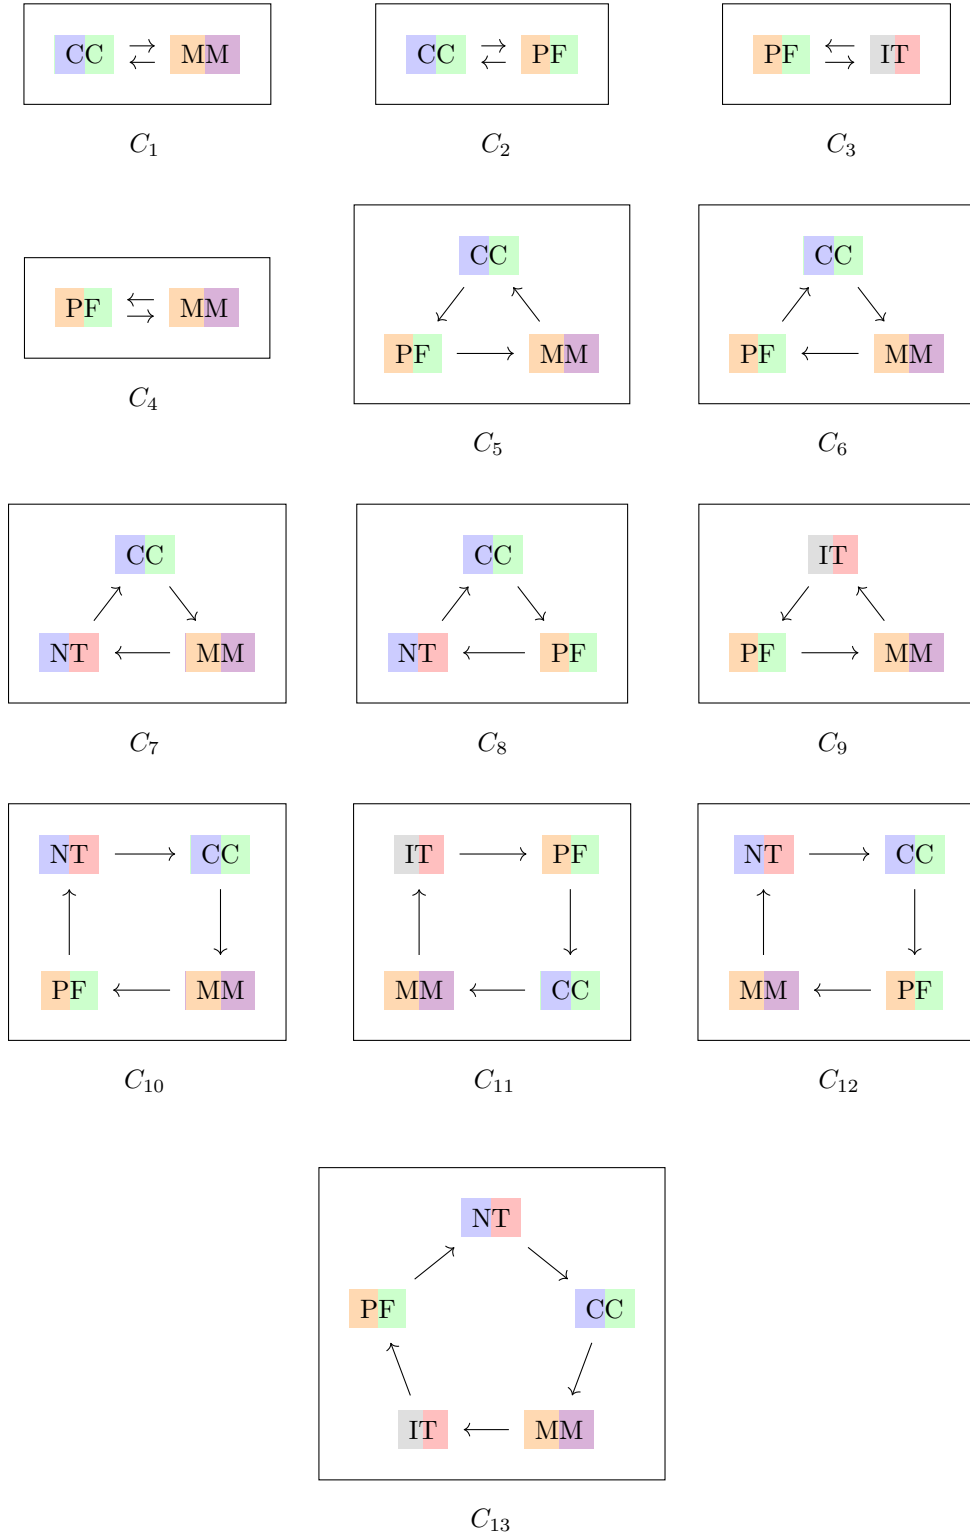 CC MM CC PF PF IT
C1 C2 C3
CC CC
PF MM
C4
PF MM PF MM
C5 C6
CC CC IT
NT MM NT PF PF MM
C7 C8 C9
NT CC IT PF NT CC
PF MM MM CC MM PF
C10 C11 C12
NT
PF CC
IT MM
C13